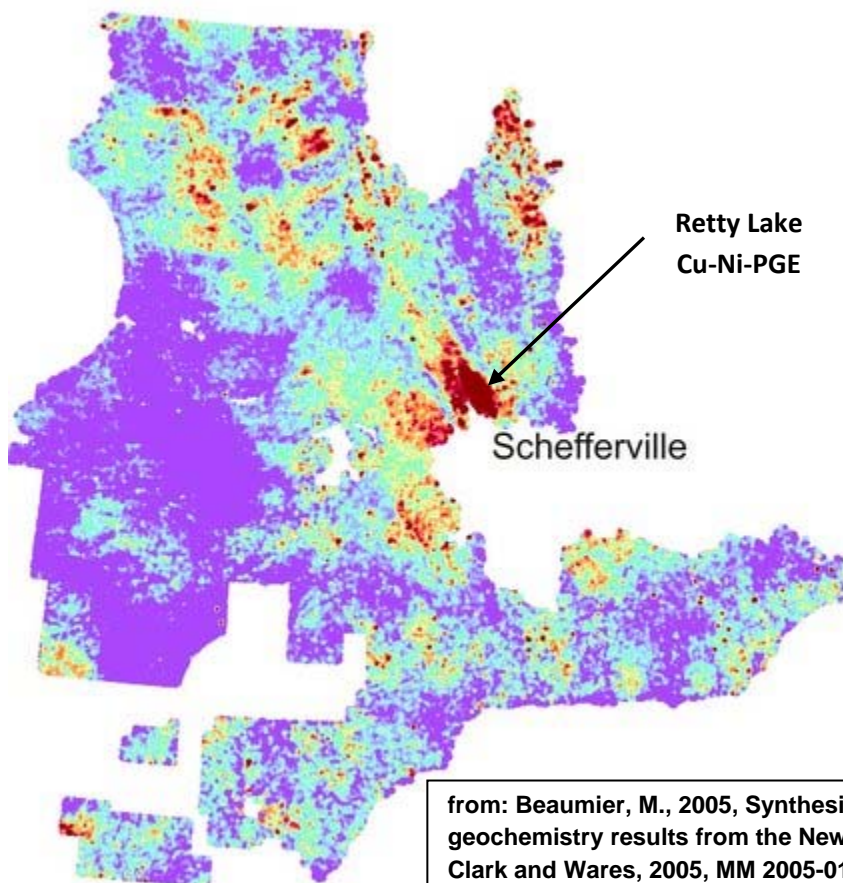 Retty Lake
Cu-Ni-PGE
Schefferville
from: Beaumier, M., 2005, Synthesi
geochemistry results from the New
Clark and Wares, 2005, MM 2005-01